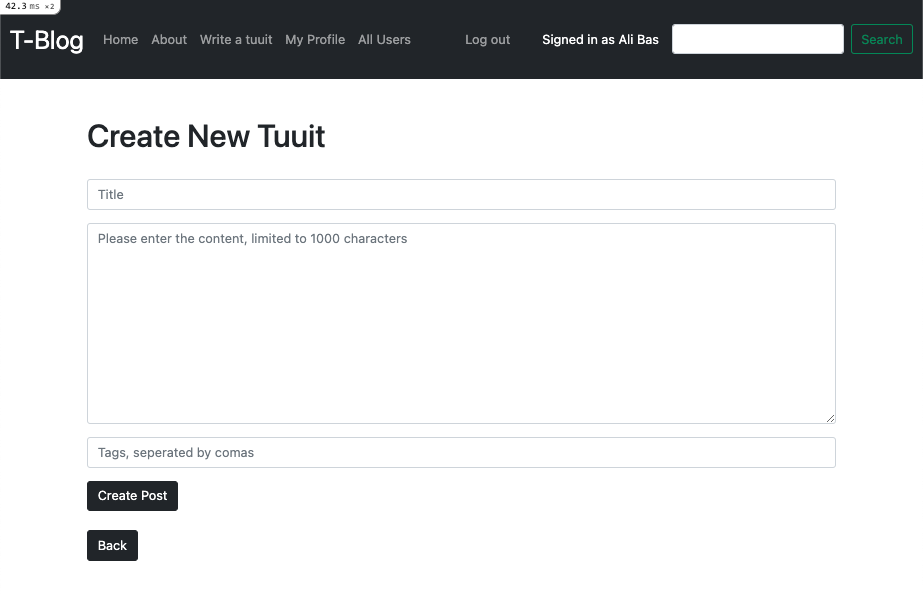 42.3 ms ×2
T-Blog Home About Write a tuuit My Profile All Users Log out Signed in as Ali Bas Search
Create New Tuuit
Title
Please enter the content, limited to 1000 characters
Tags, seperated by comas
Create Post
Back